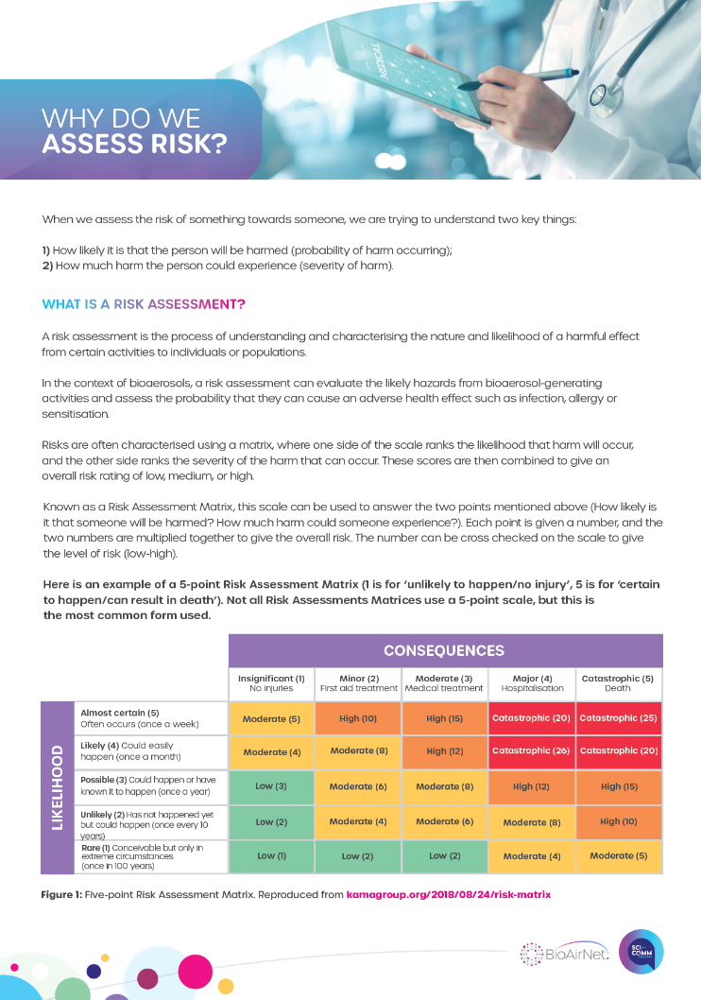 MEDICAL
WHY DO WE
ASSESS RISK?
When we assess the risk of something towards someone, we are trying to understand two key things:
1) How likely it is that the person will be harmed (probability of harm occurring);
2) How much harm the person could experience (severity of harm).
WHAT IS A RISK ASSESSMENT?
A risk assessment is the process of understanding and characterising the nature and likelihood of a harmful effect
from certain activities to individuals or populations.
In the context of bioaerosols, a risk assessment can evaluate the likely hazards from bioaerosol-generating
activities and assess the probability that they can cause an adverse health effect such as infection, allergy or
sensitisation.
Risks are often characterised using a matrix, where one side of the scale ranks the likelihood that harm will occur,
and the other side ranks the severity of the harm that can occur. These scores are then combined to give an
overall risk rating of low, medium, or high.
Known as a Risk Assessment Matrix, this scale can be used to answer the two points mentioned above (How likely is
it that someone will be harmed? How much harm could someone experience?). Each point is given a number, and the
two numbers are multiplied together to give the overall risk. The number can be cross checked on the scale to give
the level of risk (low-high).
Here is an example of a 5-point Risk Assessment Matrix (1 is for ‘unlikely to happen/no injury’, 5 is for ‘certain
to happen/can result in death’). Not all Risk Assessments Matrices use a 5-point scale, but this is
the most common form used.
CONSEQUENCES
Insignificant (1) Minor (2) Moderate (3) Major (4) Catastrophic (5)
No injuries First aid treatment Medical treatment Hospitalisation Death
LIKELIHOOD
Almost certain (5)
Often occurs (once a week)
Moderate (5) High (10) High (15) Catastrophic (20) Catastrophic (25)
Likely (4) Could easily
happen (once a month)
Moderate (4) Moderate (8) High (12) Catastrophic (26) Catastrophic (20)
Possible (3) Could happen or have
known it to happen (once a year)
Low (3) Moderate (6) Moderate (8) High (12) High (15)
Unlikely (2) Has not happened yet
but could happen (once every 10
years)
Low (2) Moderate (4) Moderate (6) Moderate (8) High (10)
Rare (1) Conceivable but only in
extreme circumstances
(once in 100 years)
Low (1) Low (2) Low (2) Moderate (4) Moderate (5)
Figure 1: Five-point Risk Assessment Matrix. Reproduced from kamagroup.org/2018/08/24/risk-matrix
BioAirNet.
SCI
COMM